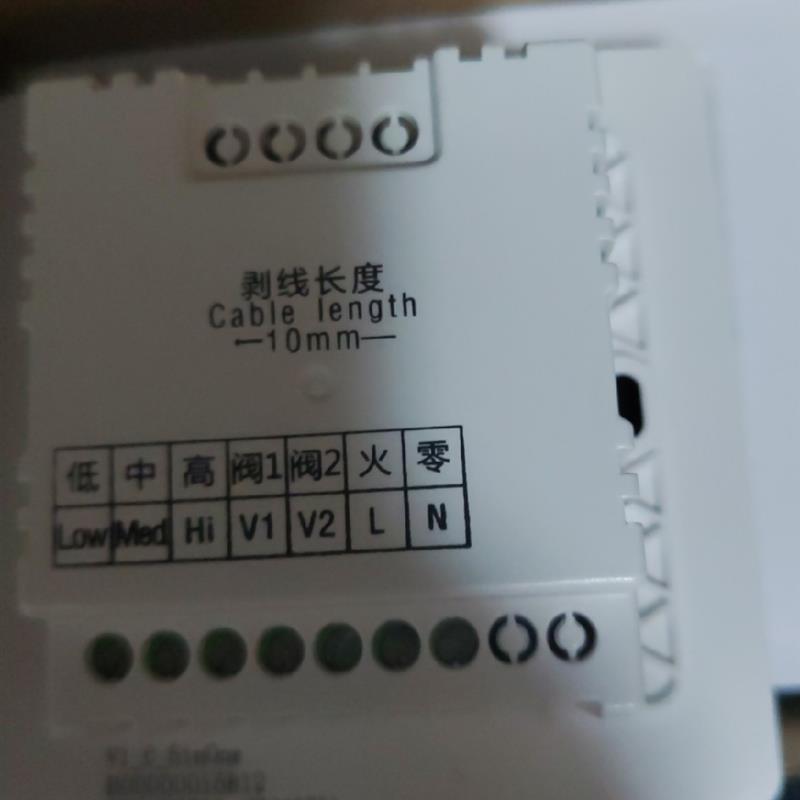 剥线长度
Cable length
←10mm—
低 中 高 阀1 阀2 火 零
Low Med Hi V1 V2 L N